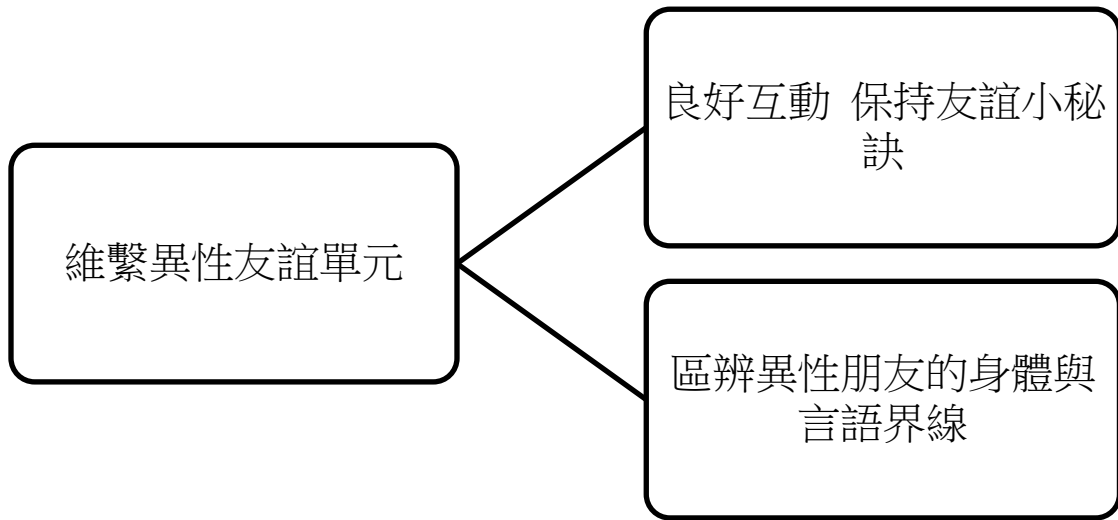 維繫異性友誼單元
良好互動 保持友誼小秘
訣
區辨異性朋友的身體與
言語界線